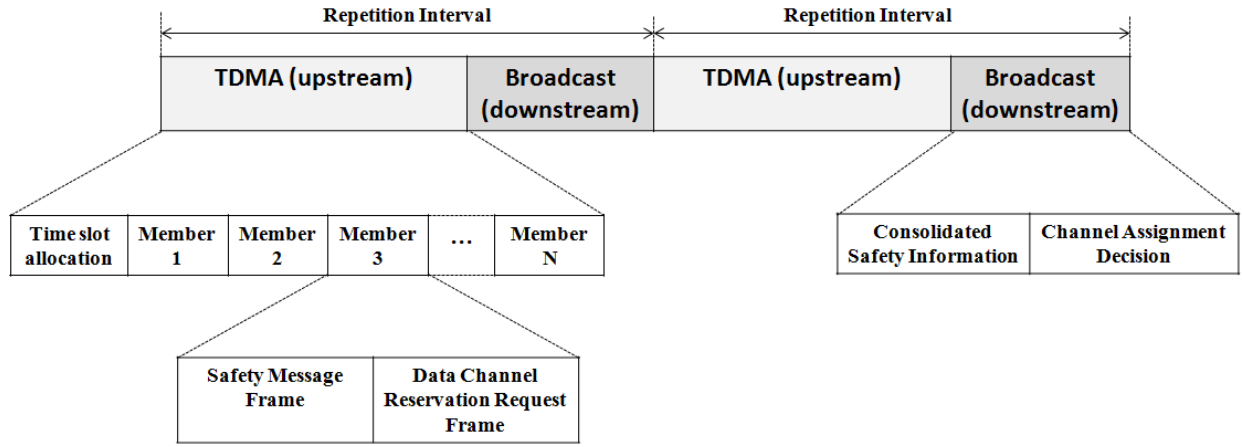 Repetition Interval
Repetition Interval
TDMA (upstream)
Broadcast
(downstream)
TDMA (upstream)
Broadcast
(downstream)
Time slot
allocation
Member
1
Member
2
Member
3
...
Member
N
Consolidated
Safety Information
Channel Assignment
Decision
Safety Message
Frame
Data Channel
Reservation Request
Frame